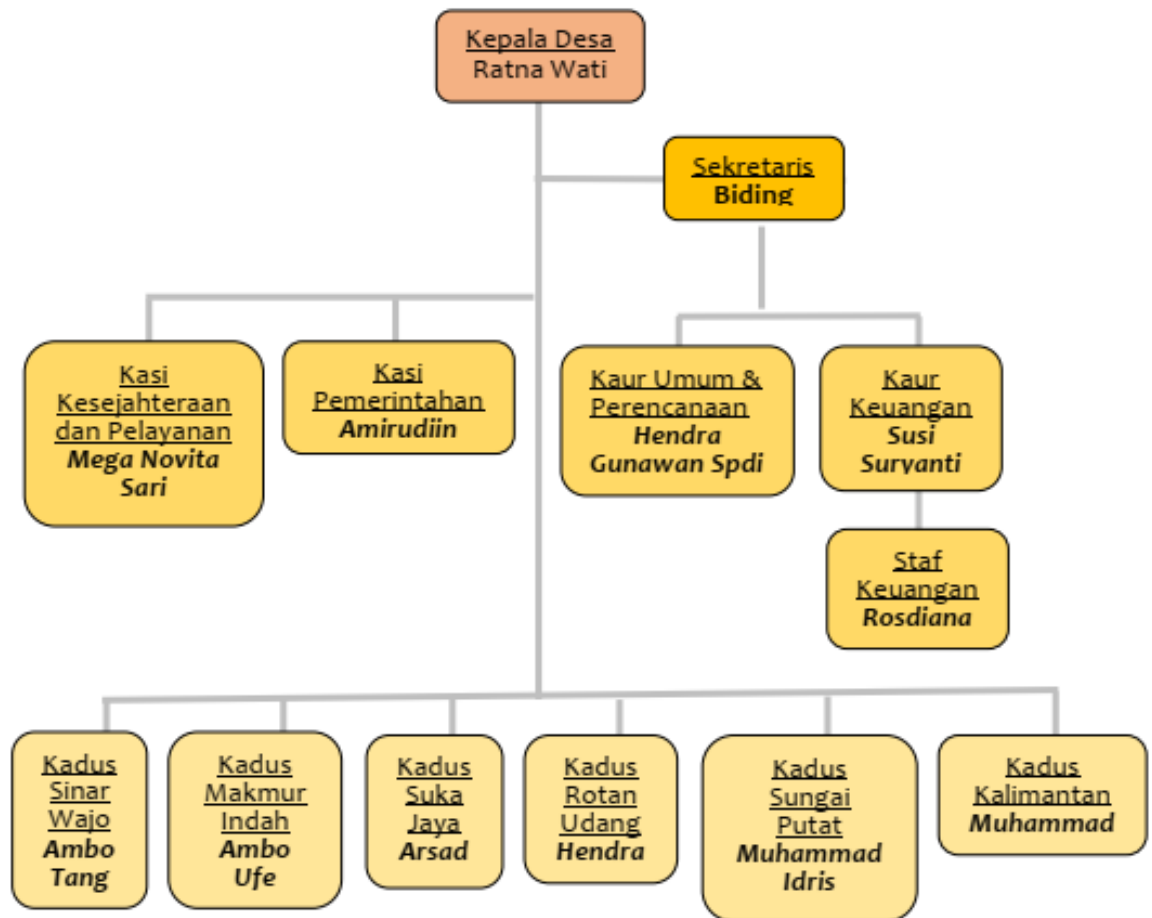 Kepala Desa
Ratna Wati
Sekretaris
Biding
Kasi
Kesejahteraan
dan Pelayanan
Mega Novita
Sari
Kasi
Pemerintahan
Amirudiin
Kaur Umum &
Perencanaan
Hendra
Gunawan Spdi
Kaur
Keuangan
Susi
Suryanti
Staf
Keuangan
Rosdiana
Kadus
Sinar
Wajo
Ambo
Tang
Kadus
Makmur
Indah
Ambo
Ufe
Kadus
Suka
Jaya
Arsad
Kadus
Rotan
Udang
Hendra
Kadus
Sungai
Putat
Muhammad
Idris
Kadus
Kalimantan
Muhammad